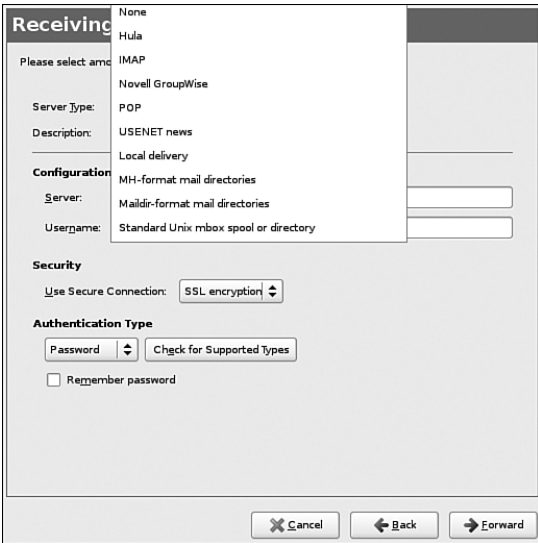 Receiving
None
Hula
Please select amo
IMAP
Novell GroupWise
Server Type:
POP
Description:
USENET news
Local delivery
Configuration
MH-format mail directories
Server:
Maildir-format mail directories
Username:
Standard Unix mbox spool or directory
Security
Use Secure Connection: SSL encryption
Authentication Type
Password Check for Supported Types
Remember password
Cancel Back Forward